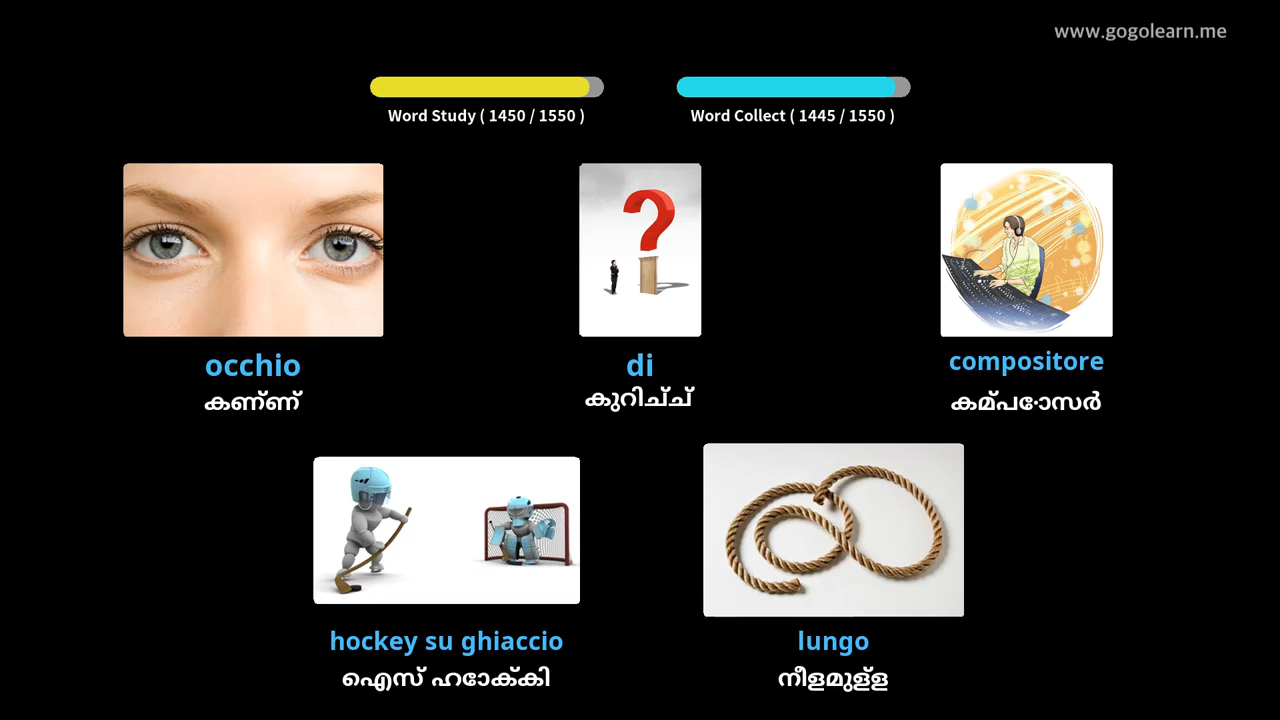 www.gogolearn.me
Word Study ( 1450 / 1550 )
Word Collect ( 1445 / 1550 )
occhio
കണ്ണ്
di
കുറിച്ച്
compositore
കമ്പോസർ
hockey su ghiaccio
ഐസ് ഹോക്കി
lungo
നീളമുള്ള